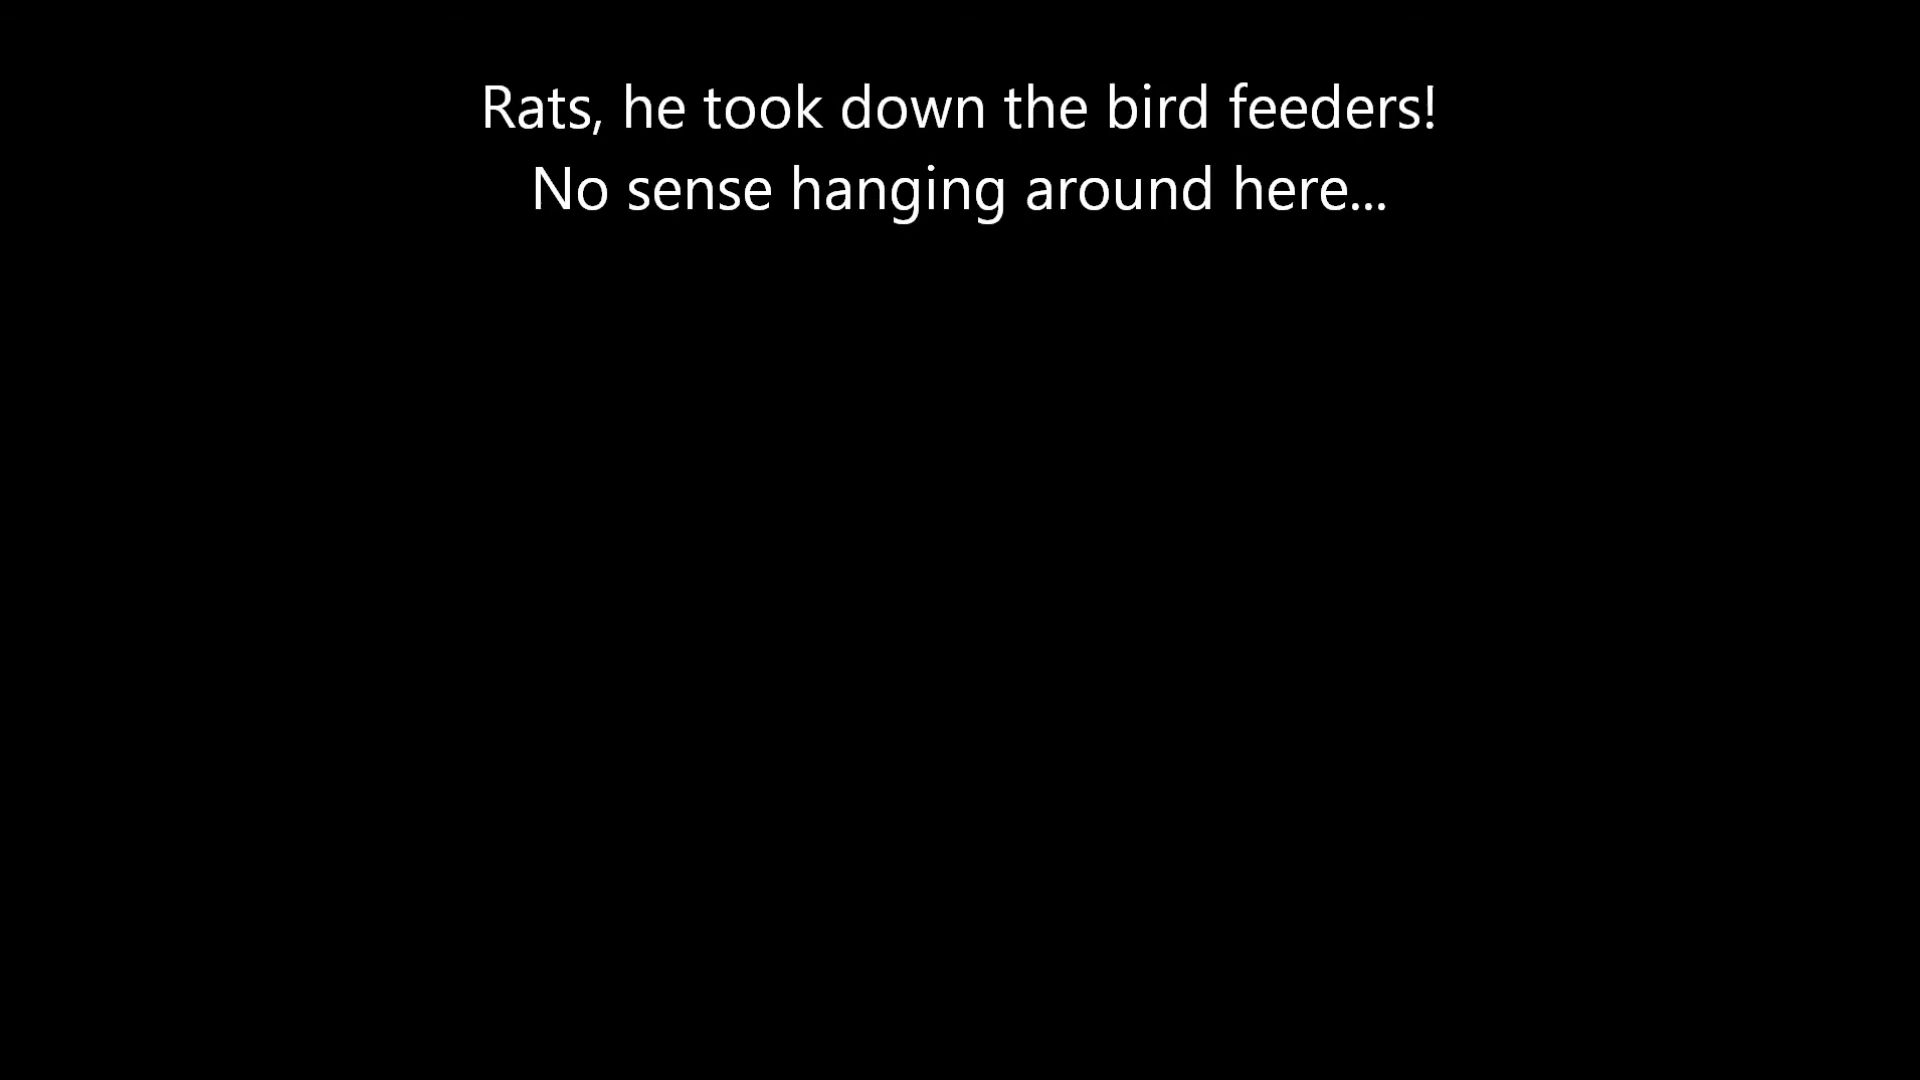 Rats, he took down the bird feeders!
No sense hanging around here...